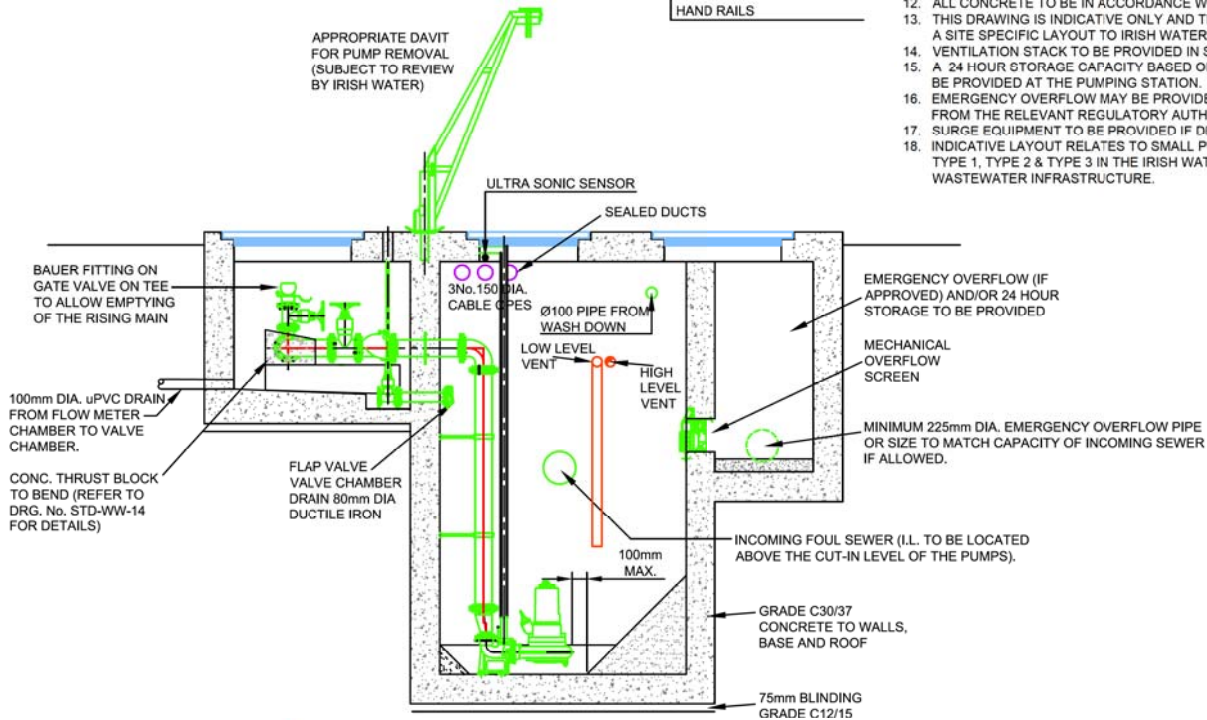 HAND RAILS
12. ALL CONCRETE TO BE IN ACCORDANCE W
13. THIS DRAWING IS INDICATIVE ONLY AND T
A SITE SPECIFIC LAYOUT TO IRISH WATER
14. VENTILATION STACK TO BE PROVIDED IN S
15. A 24 HOUR STORAGE CAPACITY BASED O
BE PROVIDED AT THE PUMPING STATION.
16. EMERGENCY OVERFLOW MAY BE PROVIDE
FROM THE RELEVANT REGULATORY AUTH
17. SURGE EQUIPMENT TO BE PROVIDED IF D
18. INDICATIVE LAYOUT RELATES TO SMALL P
TYPE 1, TYPE 2 & TYPE 3 IN THE IRISH WAT
WASTEWATER INFRASTRUCTURE.
APPROPRIATE DAVIT
FOR PUMP REMOVAL
(SUBJECT TO REVIEW
BY IRISH WATER)
ULTRA SONIC SENSOR
SEALED DUCTS
BAUER FITTING ON
GATE VALVE ON TEE
TO ALLOW EMPTYING
OF THE RISING MAIN
3No.150 DIA.
CABLE OPES
Ø100 PIPE FROM
WASH DOWN
LOW LEVEL
VENT
HIGH
LEVEL
VENT
EMERGENCY OVERFLOW (IF
APPROVED) AND/OR 24 HOUR
STORAGE TO BE PROVIDED
MECHANICAL
OVERFLOW
SCREEN
100mm DIA. uPVC DRAIN
FROM FLOW METER
CHAMBER TO VALVE
CHAMBER.
MINIMUM 225mm DIA. EMERGENCY OVERFLOW PIPE
OR SIZE TO MATCH CAPACITY OF INCOMING SEWER
IF ALLOWED.
CONC. THRUST BLOCK
TO BEND (REFER TO
DRG. No. STD-WW-14
FOR DETAILS)
FLAP VALVE
VALVE CHAMBER
DRAIN 80mm DIA
DUCTILE IRON
INCOMING FOUL SEWER (I.L. TO BE LOCATED
ABOVE THE CUT-IN LEVEL OF THE PUMPS).
100mm
MAX.
GRADE C30/37
CONCRETE TO WALLS,
BASE AND ROOF
75mm BLINDING
GRADE C12/15